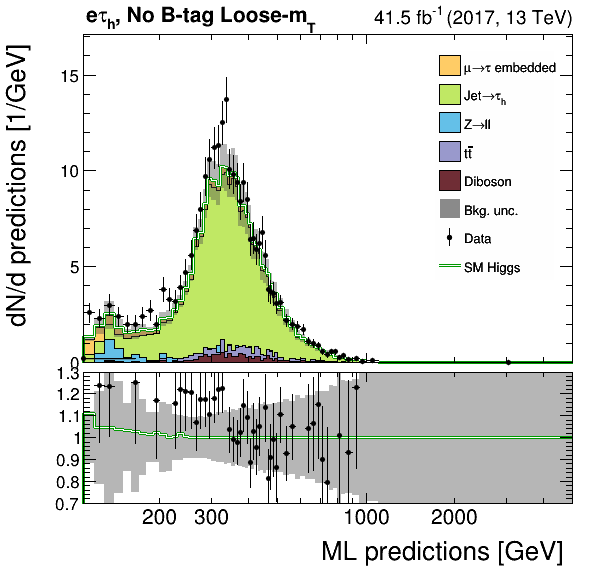 eτh, No B-tag Loose-mT
41.5 fb⁻¹ (2017, 13 TeV)
dN/d predictions [1/GeV]
15
10
5
0
μ→τ embedded
Jet→τh
Z→ll
tt̄
Diboson
Bkg. unc.
Data
SM Higgs
1.3
1.2
1.1
1
0.9
0.8
0.7
200 300 1000 2000
ML predictions [GeV]